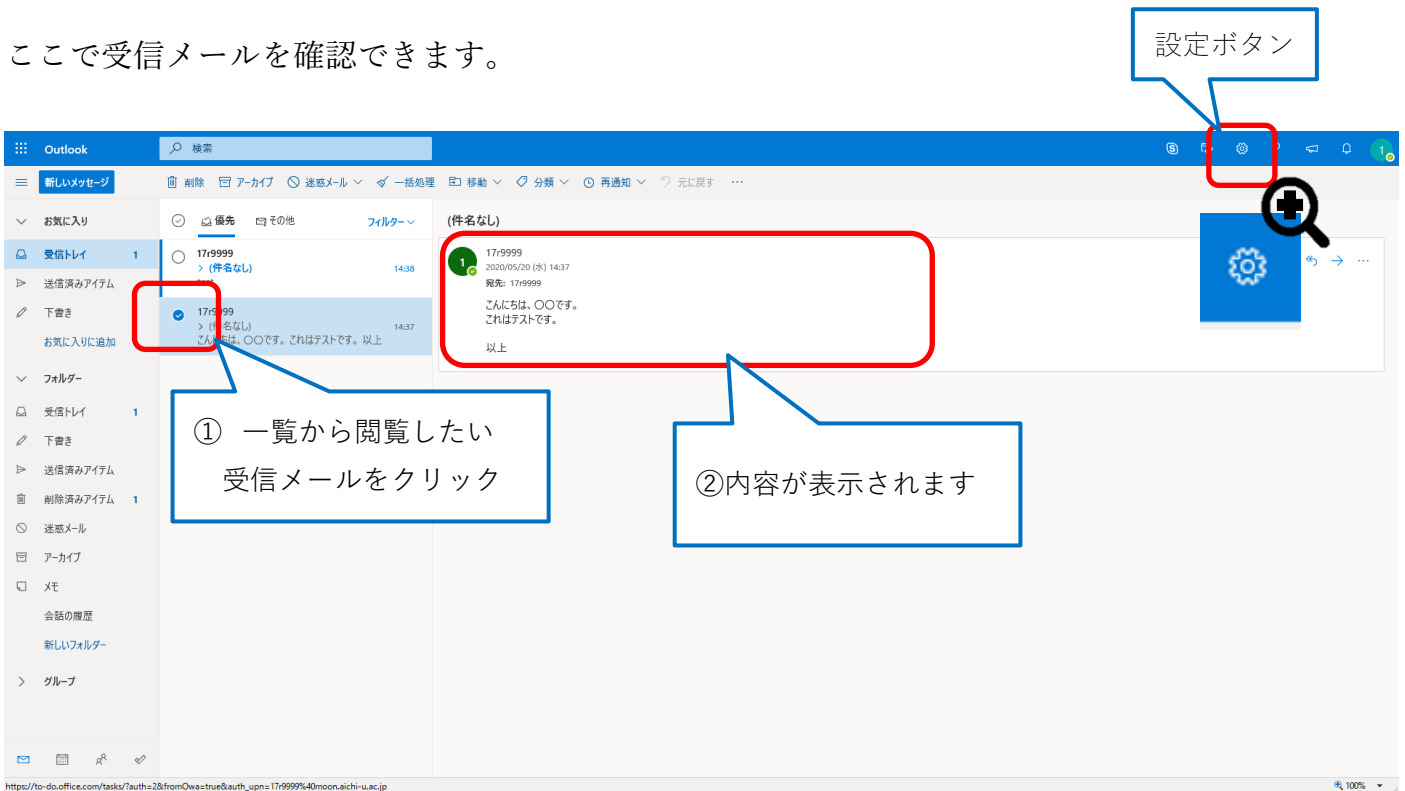 ここで受信メールを確認できます。
設定ボタン
Outlook
検索
新しいメッセージ
削除 アーカイブ 迷惑メール 一括処理 移動 分類 再通知 元に戻す …
お気に入り
優先 その他 フィルター
(件名なし)
受信トレイ 1
送信済みアイテム
下書き
お気に入りに追加
フォルダー
受信トレイ 1
下書き
送信済みアイテム
削除済みアイテム 1
迷惑メール
アーカイブ
メモ
会話の履歴
新しいフォルダー
グループ
17r9999
> (件名なし) 14:38
17r9999
> (件名なし) 14:37
こんにちは、〇〇です。これはテストです。以上
1
17r9999
2020/05/20 (水) 14:37
宛先: 17r9999
こんにちは、〇〇です。
これはテストです。
以上
① 一覧から閲覧したい
受信メールをクリック
②内容が表示されます
https://to-do.office.com/tasks/?auth=2&fromOwa=true&auth_upn=17r9999%40moon.aichi-u.ac.jp
100%